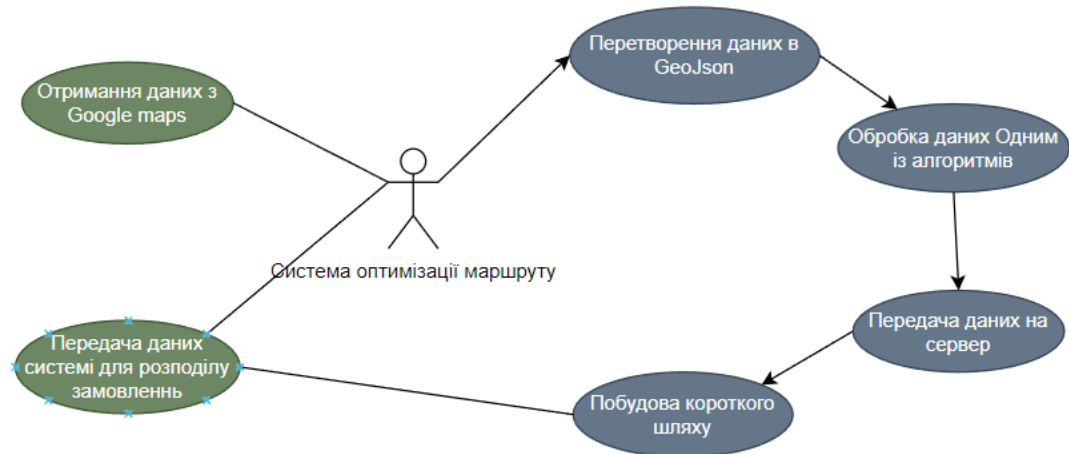 Отримання даних з
Google maps
Перетворення даних в
GeoJson
Обробка даних Одним
із алгоритмів
Система оптимізації маршруту
Передача даних на
сервер
Побудова короткого
шляху
Передача даних
системі для розподілу
замовленнь